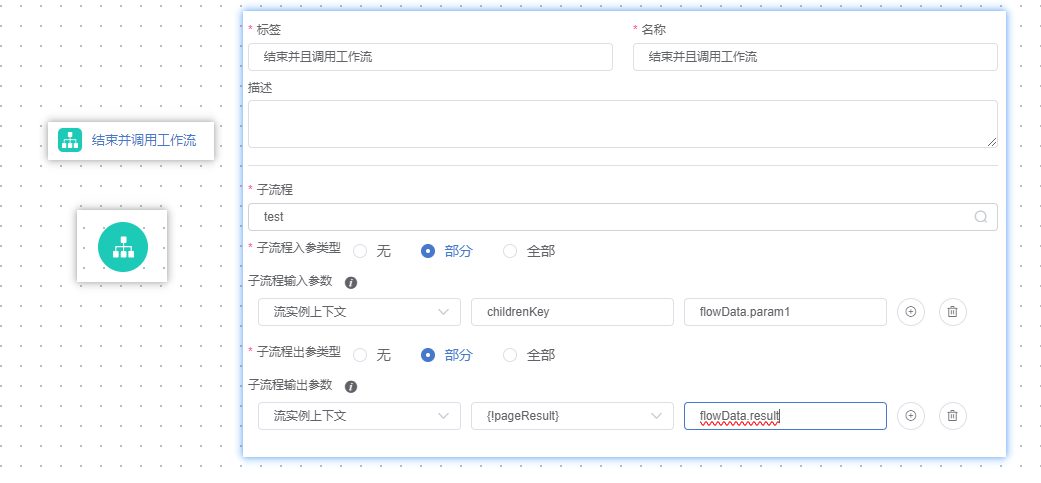 * 标签
* 名称
结束并且调用工作流
结束并且调用工作流
描述
结束并调用工作流
* 子流程
test
* 子流程入参类型 无 部分 全部
子流程输入参数
流实例上下文 childrenKey flowData.param1
* 子流程出参类型 无 部分 全部
子流程输出参数
流实例上下文 {!pageResult} flowData.result